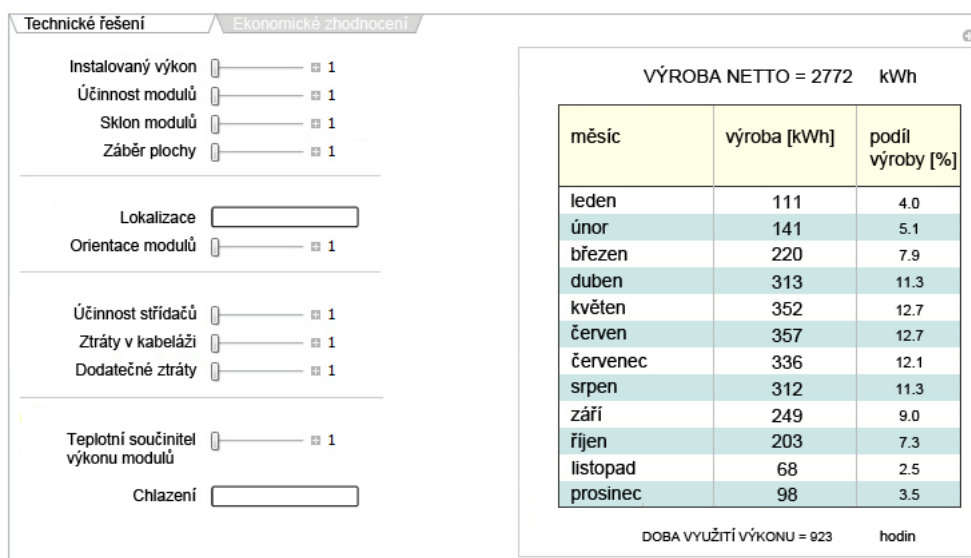 Technické řešení
Ekonomické zhodnocení
Instalovaný výkon 1
Účinnost modulů 1
Sklon modulů 1
Záběr plochy 1
Lokalizace
Orientace modulů 1
Účinnost střídačů 1
Ztráty v kabeláži 1
Dodatečné ztráty 1
Teplotní součinitel 1
výkonu modulů
Chlazení
VÝROBA NETTO = 2772 kWh
měsíc výroba [kWh] podíl
výroby [%]
leden 111 4.0
únor 141 5.1
březen 220 7.9
duben 313 11.3
květen 352 12.7
červen 357 12.7
červenec 336 12.1
srpen 312 11.3
září 249 9.0
říjen 203 7.3
listopad 68 2.5
prosinec 98 3.5
DOBA VYUŽITÍ VÝKONU = 923 hodin